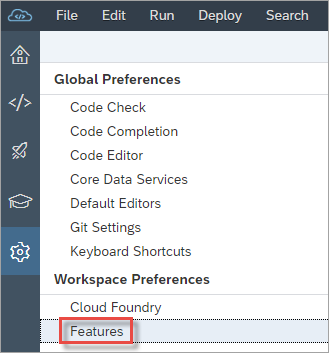 File Edit Run Deploy Search
Global Preferences
Code Check
Code Completion
Code Editor
Core Data Services
Default Editors
Git Settings
Keyboard Shortcuts
Workspace Preferences
Cloud Foundry
Features